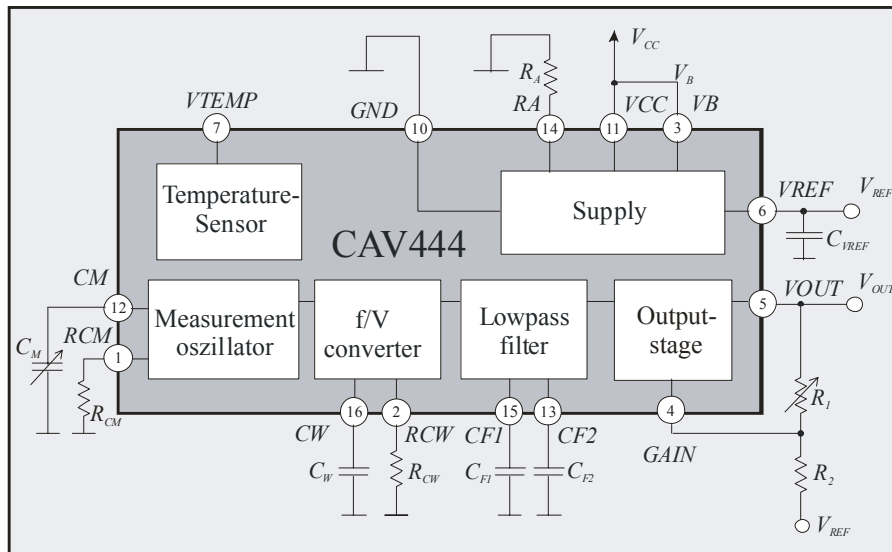 V_CC
R_A
V_B
VTEMP
GND
RA
VCC
VB
7
10
14
11
3
Temperature-
Sensor
Supply
CAV444
VREF
V_REF
6
C_VREF
CM
12
RCM
1
C_M
R_CM
Measurement
oszillator
f/V
converter
Lowpass
filter
Output-
stage
VOUT
V_OUT
5
16
2
15
13
4
CW
RCW
CF1
CF2
GAIN
C_W
R_CW
C_F1
C_F2
R_1
R_2
V_REF